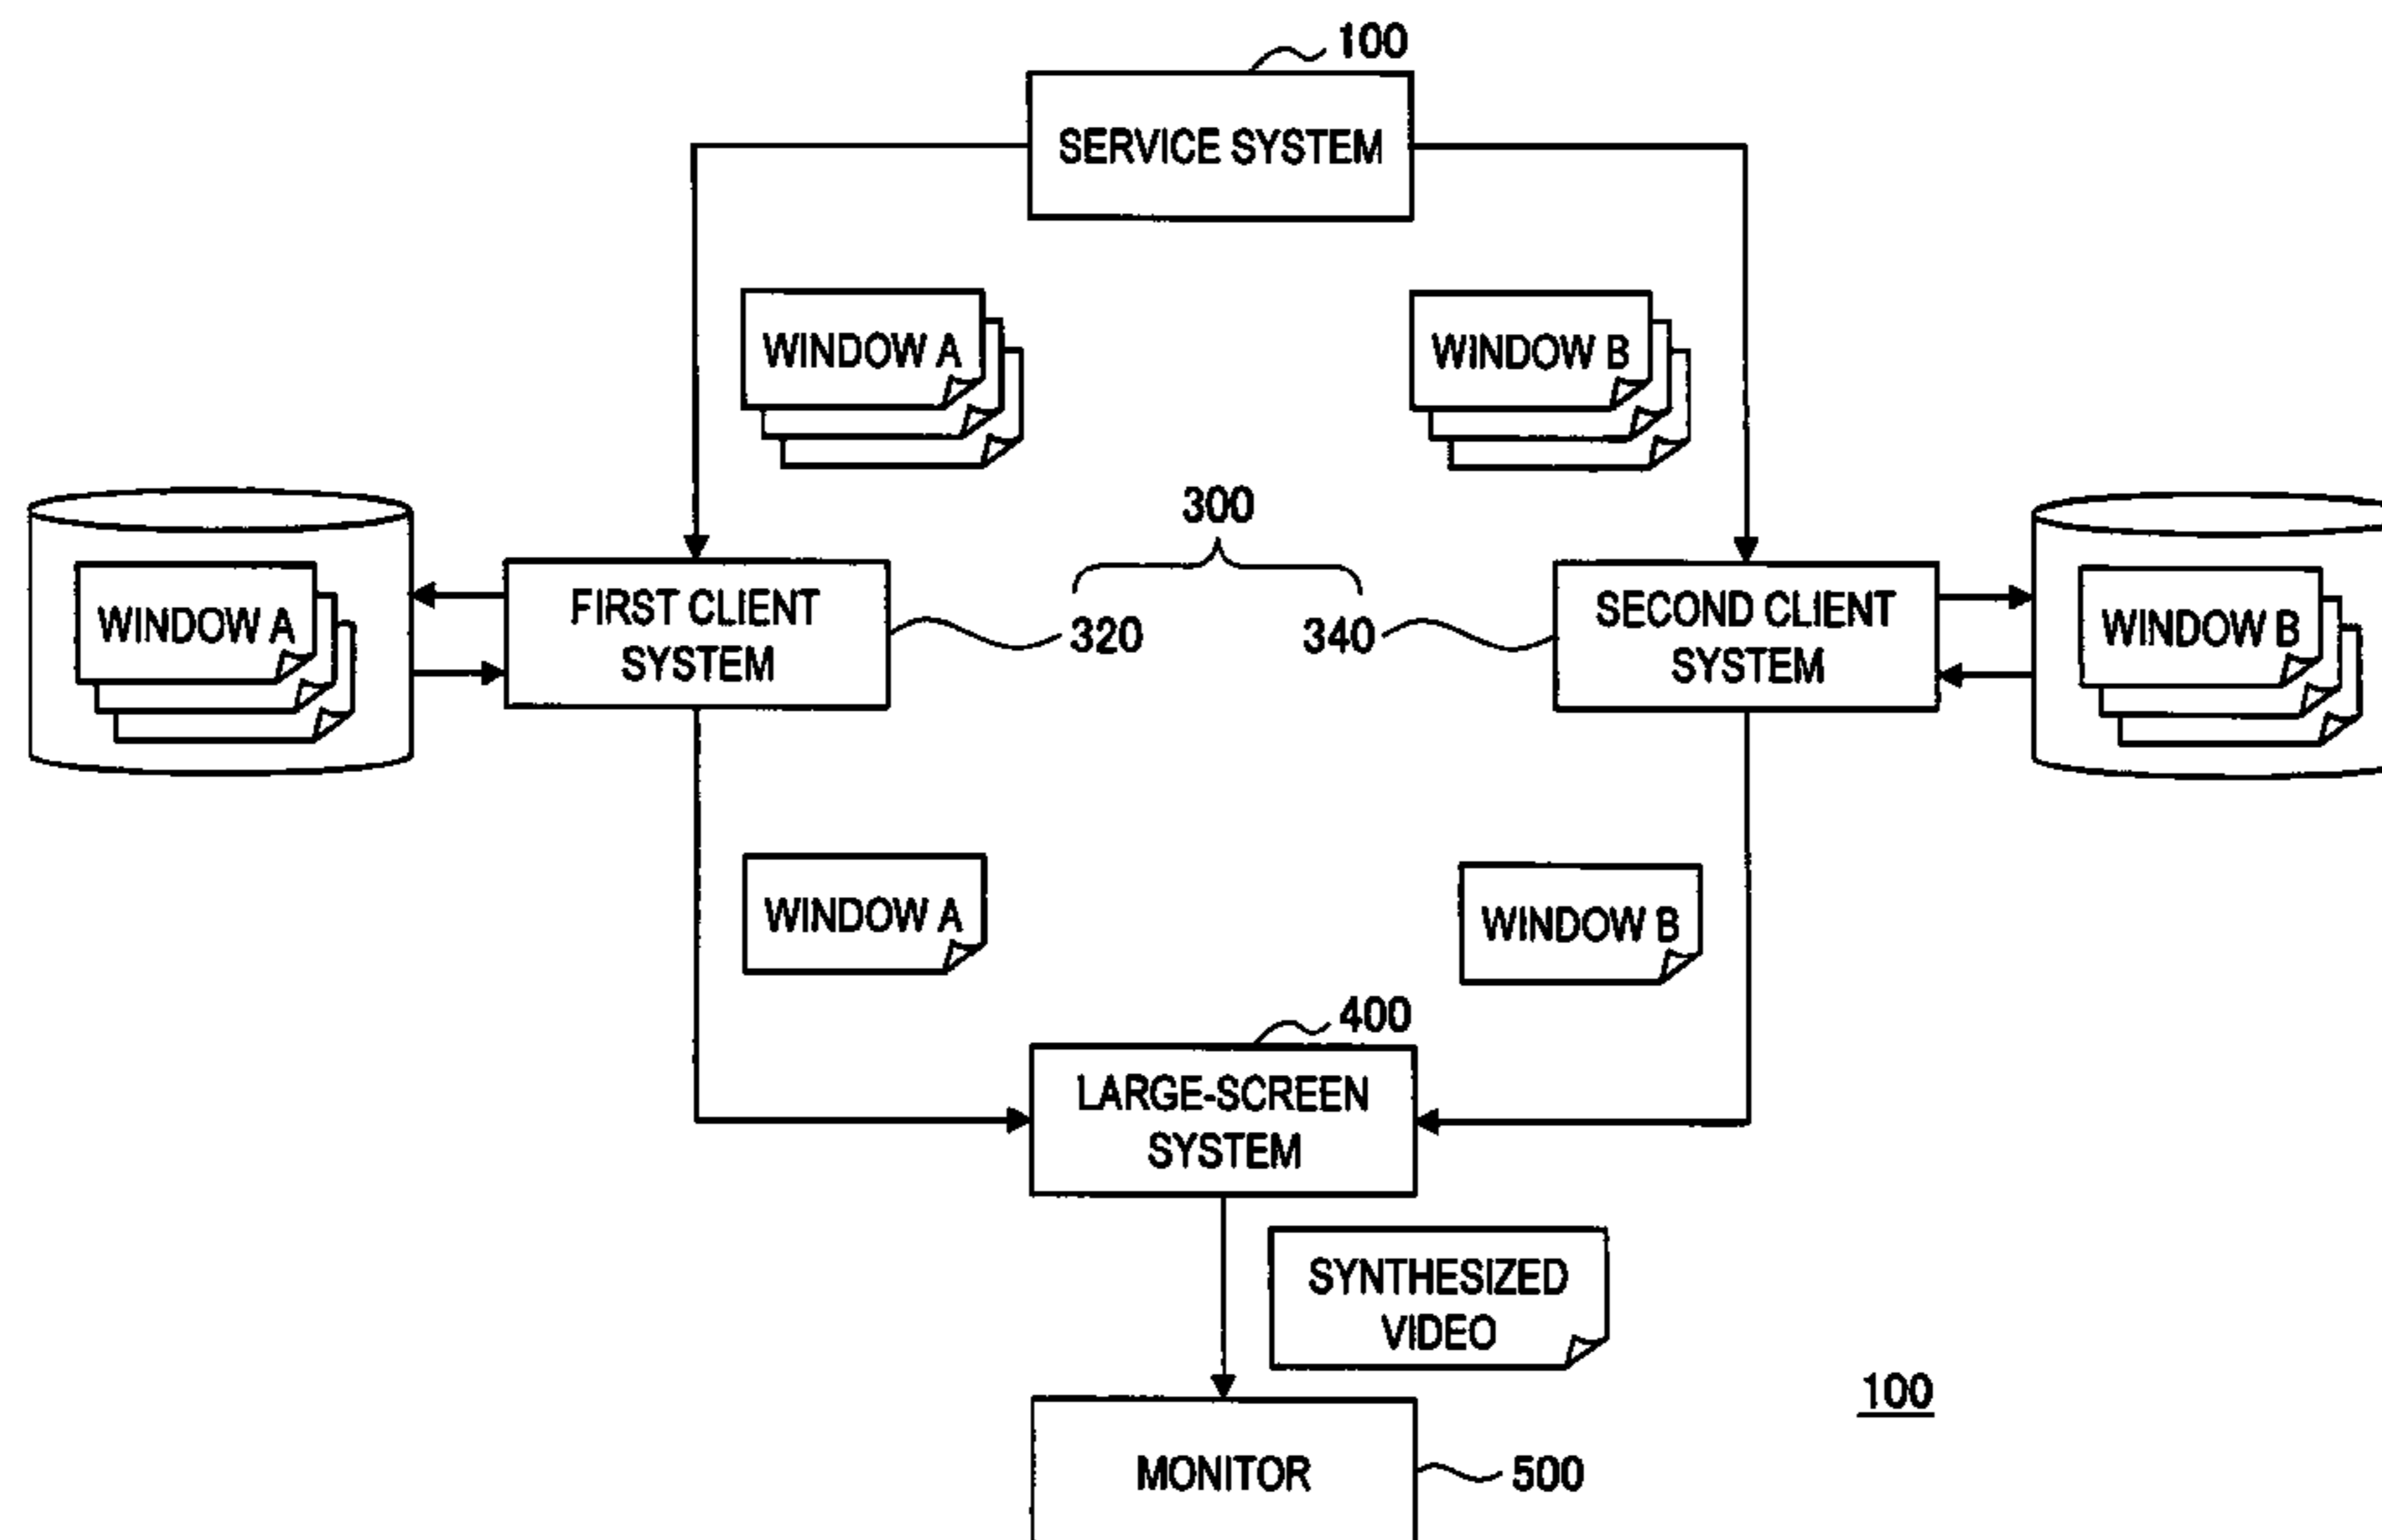 100
SERVICE SYSTEM
WINDOW A
WINDOW B
300
WINDOW A
FIRST CLIENT
SYSTEM
320
340
SECOND CLIENT
SYSTEM
WINDOW B
WINDOW A
WINDOW B
400
LARGE-SCREEN
SYSTEM
SYNTHESIZED
VIDEO
100
MONITOR
500